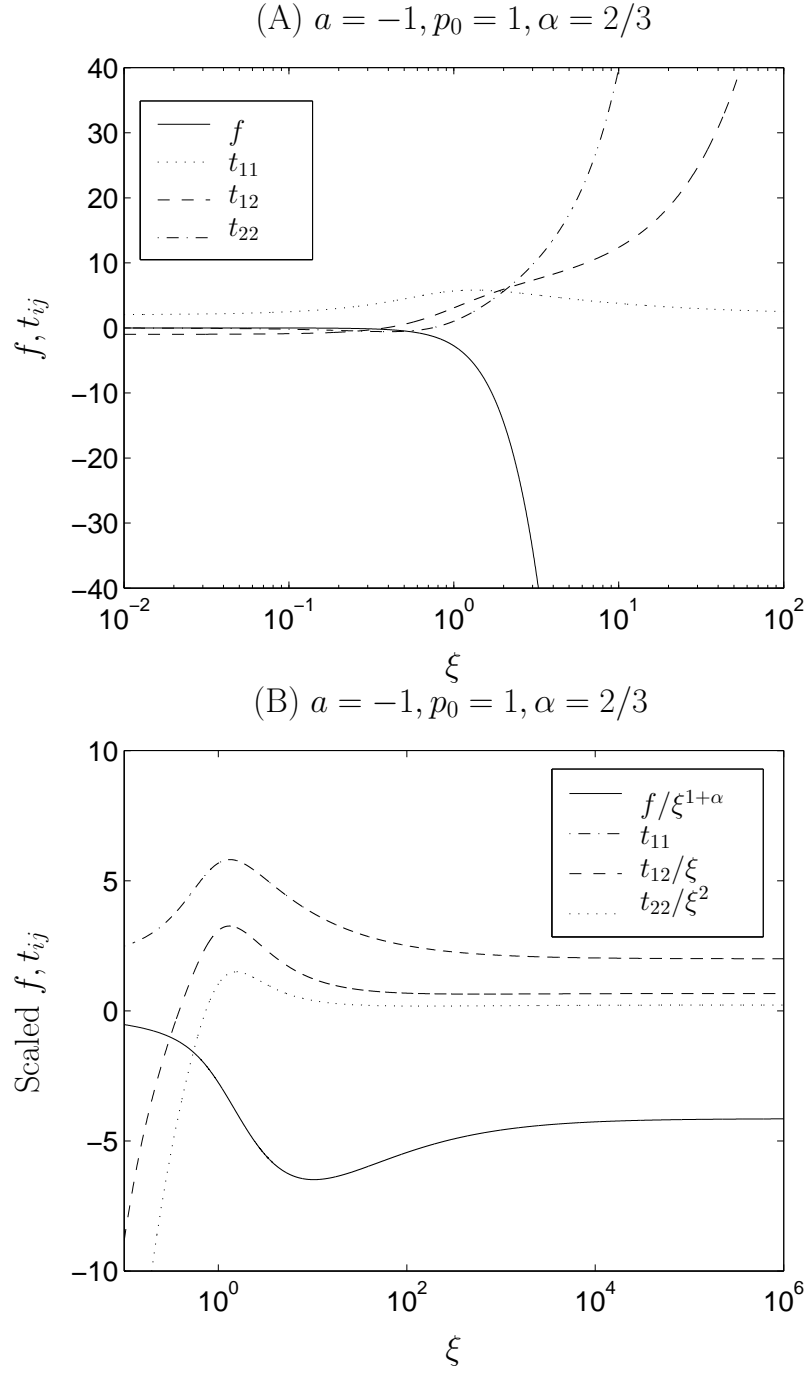 (A) a = −1, p₀ = 1, α = 2/3
40
30
20
10
0
−10
−20
−30
−40
f
t₁₁
t₁₂
t₂₂
f, tᵢⱼ
10⁻² 10⁻¹ 10⁰ 10¹ 10²
ξ
(B) a = −1, p₀ = 1, α = 2/3
10
5
0
−5
−10
f/ξ¹⁺ᵅ
t₁₁
t₁₂/ξ
t₂₂/ξ²
Scaled f, tᵢⱼ
10⁰ 10² 10⁴ 10⁶
ξ